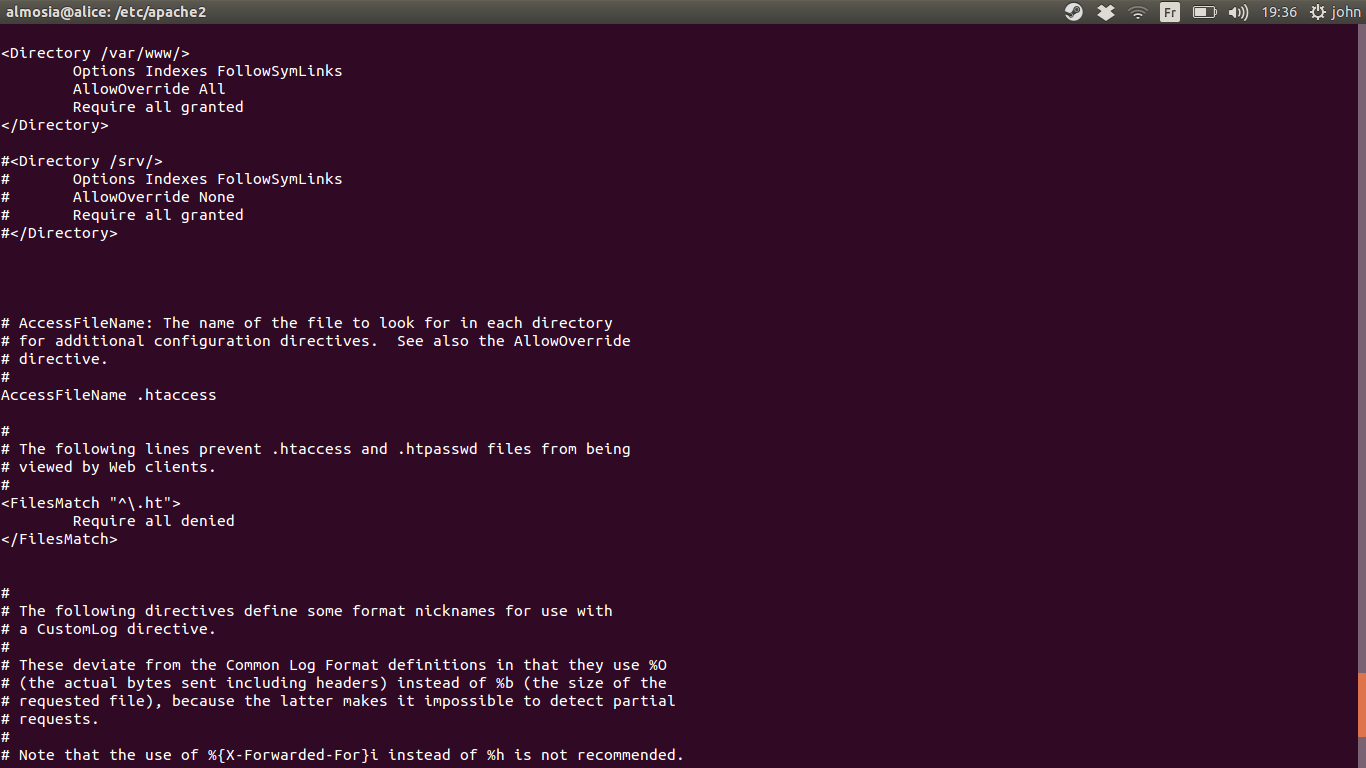 almosia@alice: /etc/apache2 Fr 19:36 john
<Directory /var/www/>
        Options Indexes FollowSymLinks
        AllowOverride All
        Require all granted
</Directory>
#<Directory /srv/>
#       Options Indexes FollowSymLinks
#       AllowOverride None
#       Require all granted
#</Directory>
# AccessFileName: The name of the file to look for in each directory
# for additional configuration directives.  See also the AllowOverride
# directive.
#
AccessFileName .htaccess
#
# The following lines prevent .htaccess and .htpasswd files from being
# viewed by Web clients.
#
<FilesMatch "^\.ht">
        Require all denied
</FilesMatch>
#
# The following directives define some format nicknames for use with
# a CustomLog directive.
#
# These deviate from the Common Log Format definitions in that they use %O
# (the actual bytes sent including headers) instead of %b (the size of the
# requested file), because the latter makes it impossible to detect partial
# requests.
#
# Note that the use of %{X-Forwarded-For}i instead of %h is not recommended.